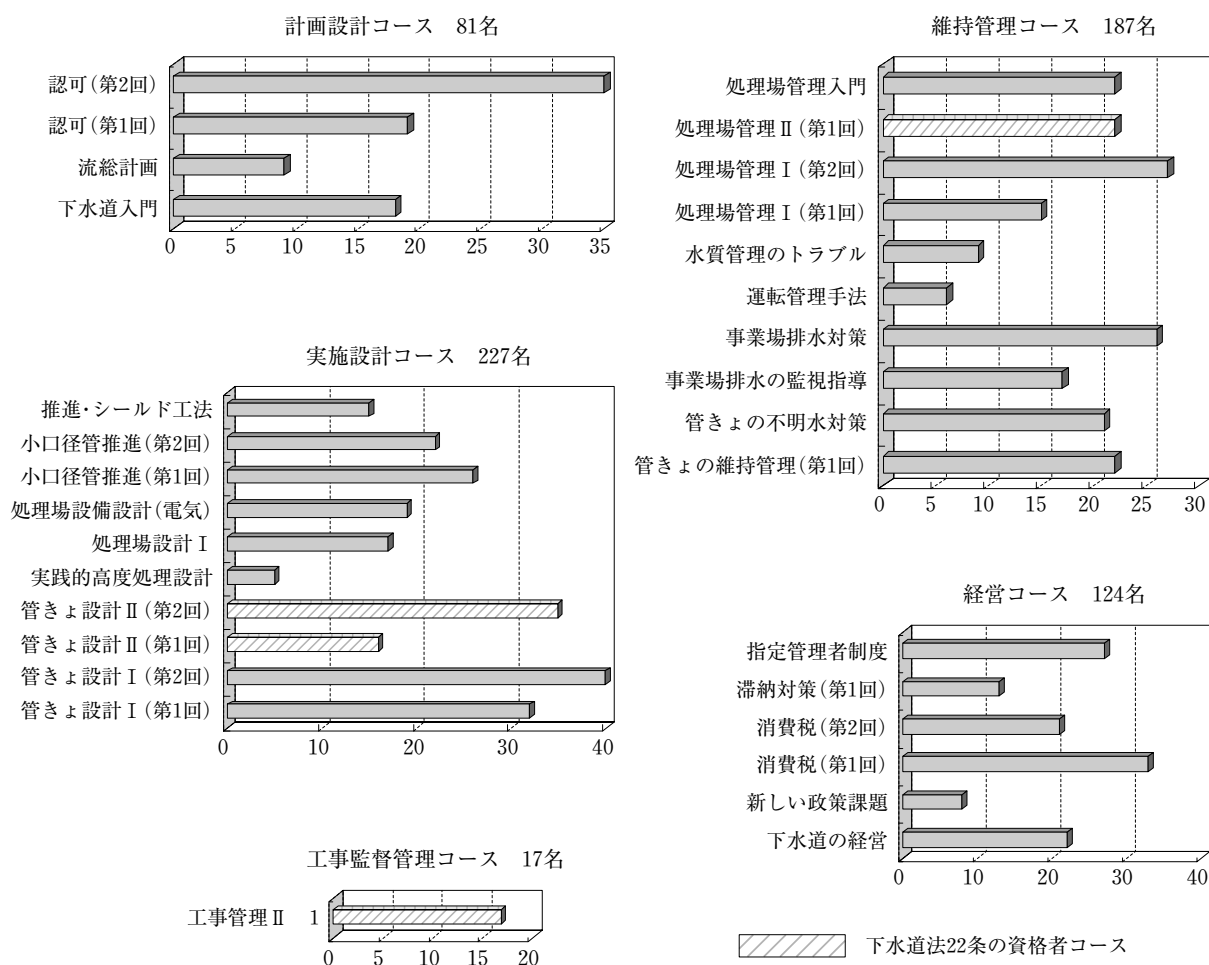 計画設計コース 81名
認可(第2回)
認可(第1回)
流総計画
下水道入門
0 5 10 15 20 25 30 35
実施設計コース 227名
推進・シールド工法
小口径管推進(第2回)
小口径管推進(第1回)
処理場設備設計(電気)
処理場設計Ⅰ
実践的高度処理設計
管きょ設計Ⅱ(第2回)
管きょ設計Ⅱ(第1回)
管きょ設計Ⅰ(第2回)
管きょ設計Ⅰ(第1回)
0 10 20 30 40
工事監督管理コース 17名
工事管理Ⅱ 1
0 5 10 15 20
維持管理コース 187名
処理場管理入門
処理場管理Ⅱ(第1回)
処理場管理Ⅰ(第2回)
処理場管理Ⅰ(第1回)
水質管理のトラブル
運転管理手法
事業場排水対策
事業場排水の監視指導
管きょの不明水対策
管きょの維持管理(第1回)
0 5 10 15 20 25 30
経営コース 124名
指定管理者制度
滞納対策(第1回)
消費税(第2回)
消費税(第1回)
新しい政策課題
下水道の経営
0 10 20 30 40
下水道法22条の資格者コース